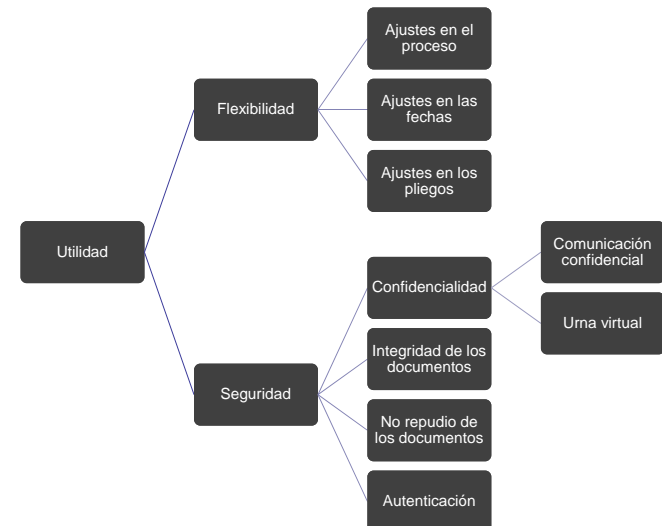 Utilidad
Flexibilidad
Ajustes en el
proceso
Ajustes en las
fechas
Ajustes en los
pliegos
Seguridad
Confidencialidad
Comunicación
confidencial
Urna virtual
Integridad de los
documentos
No repudio de
los documentos
Autenticación